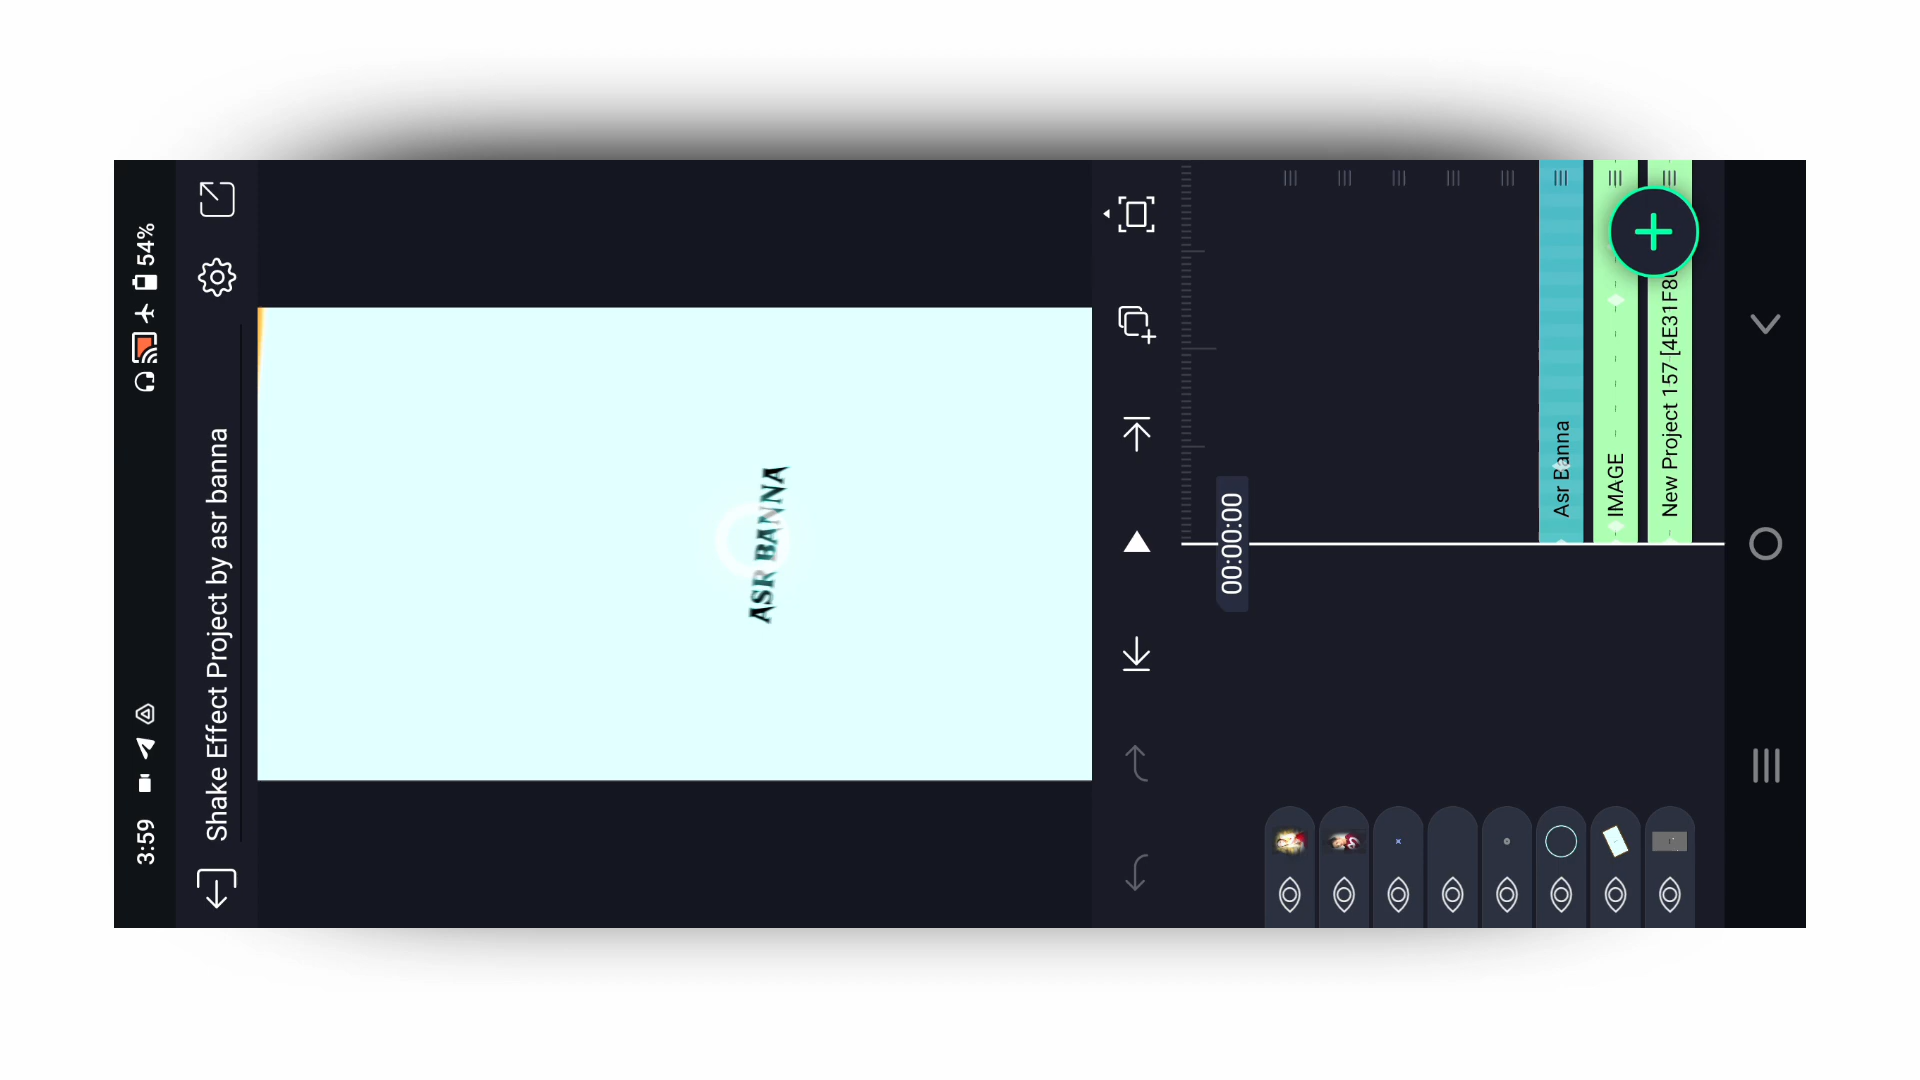 3:59
54%
Shake Effect Project by asr banna
ASR BANNA
00:00:00
Asr Banna
IMAGE
New Project 157 [4E31F8